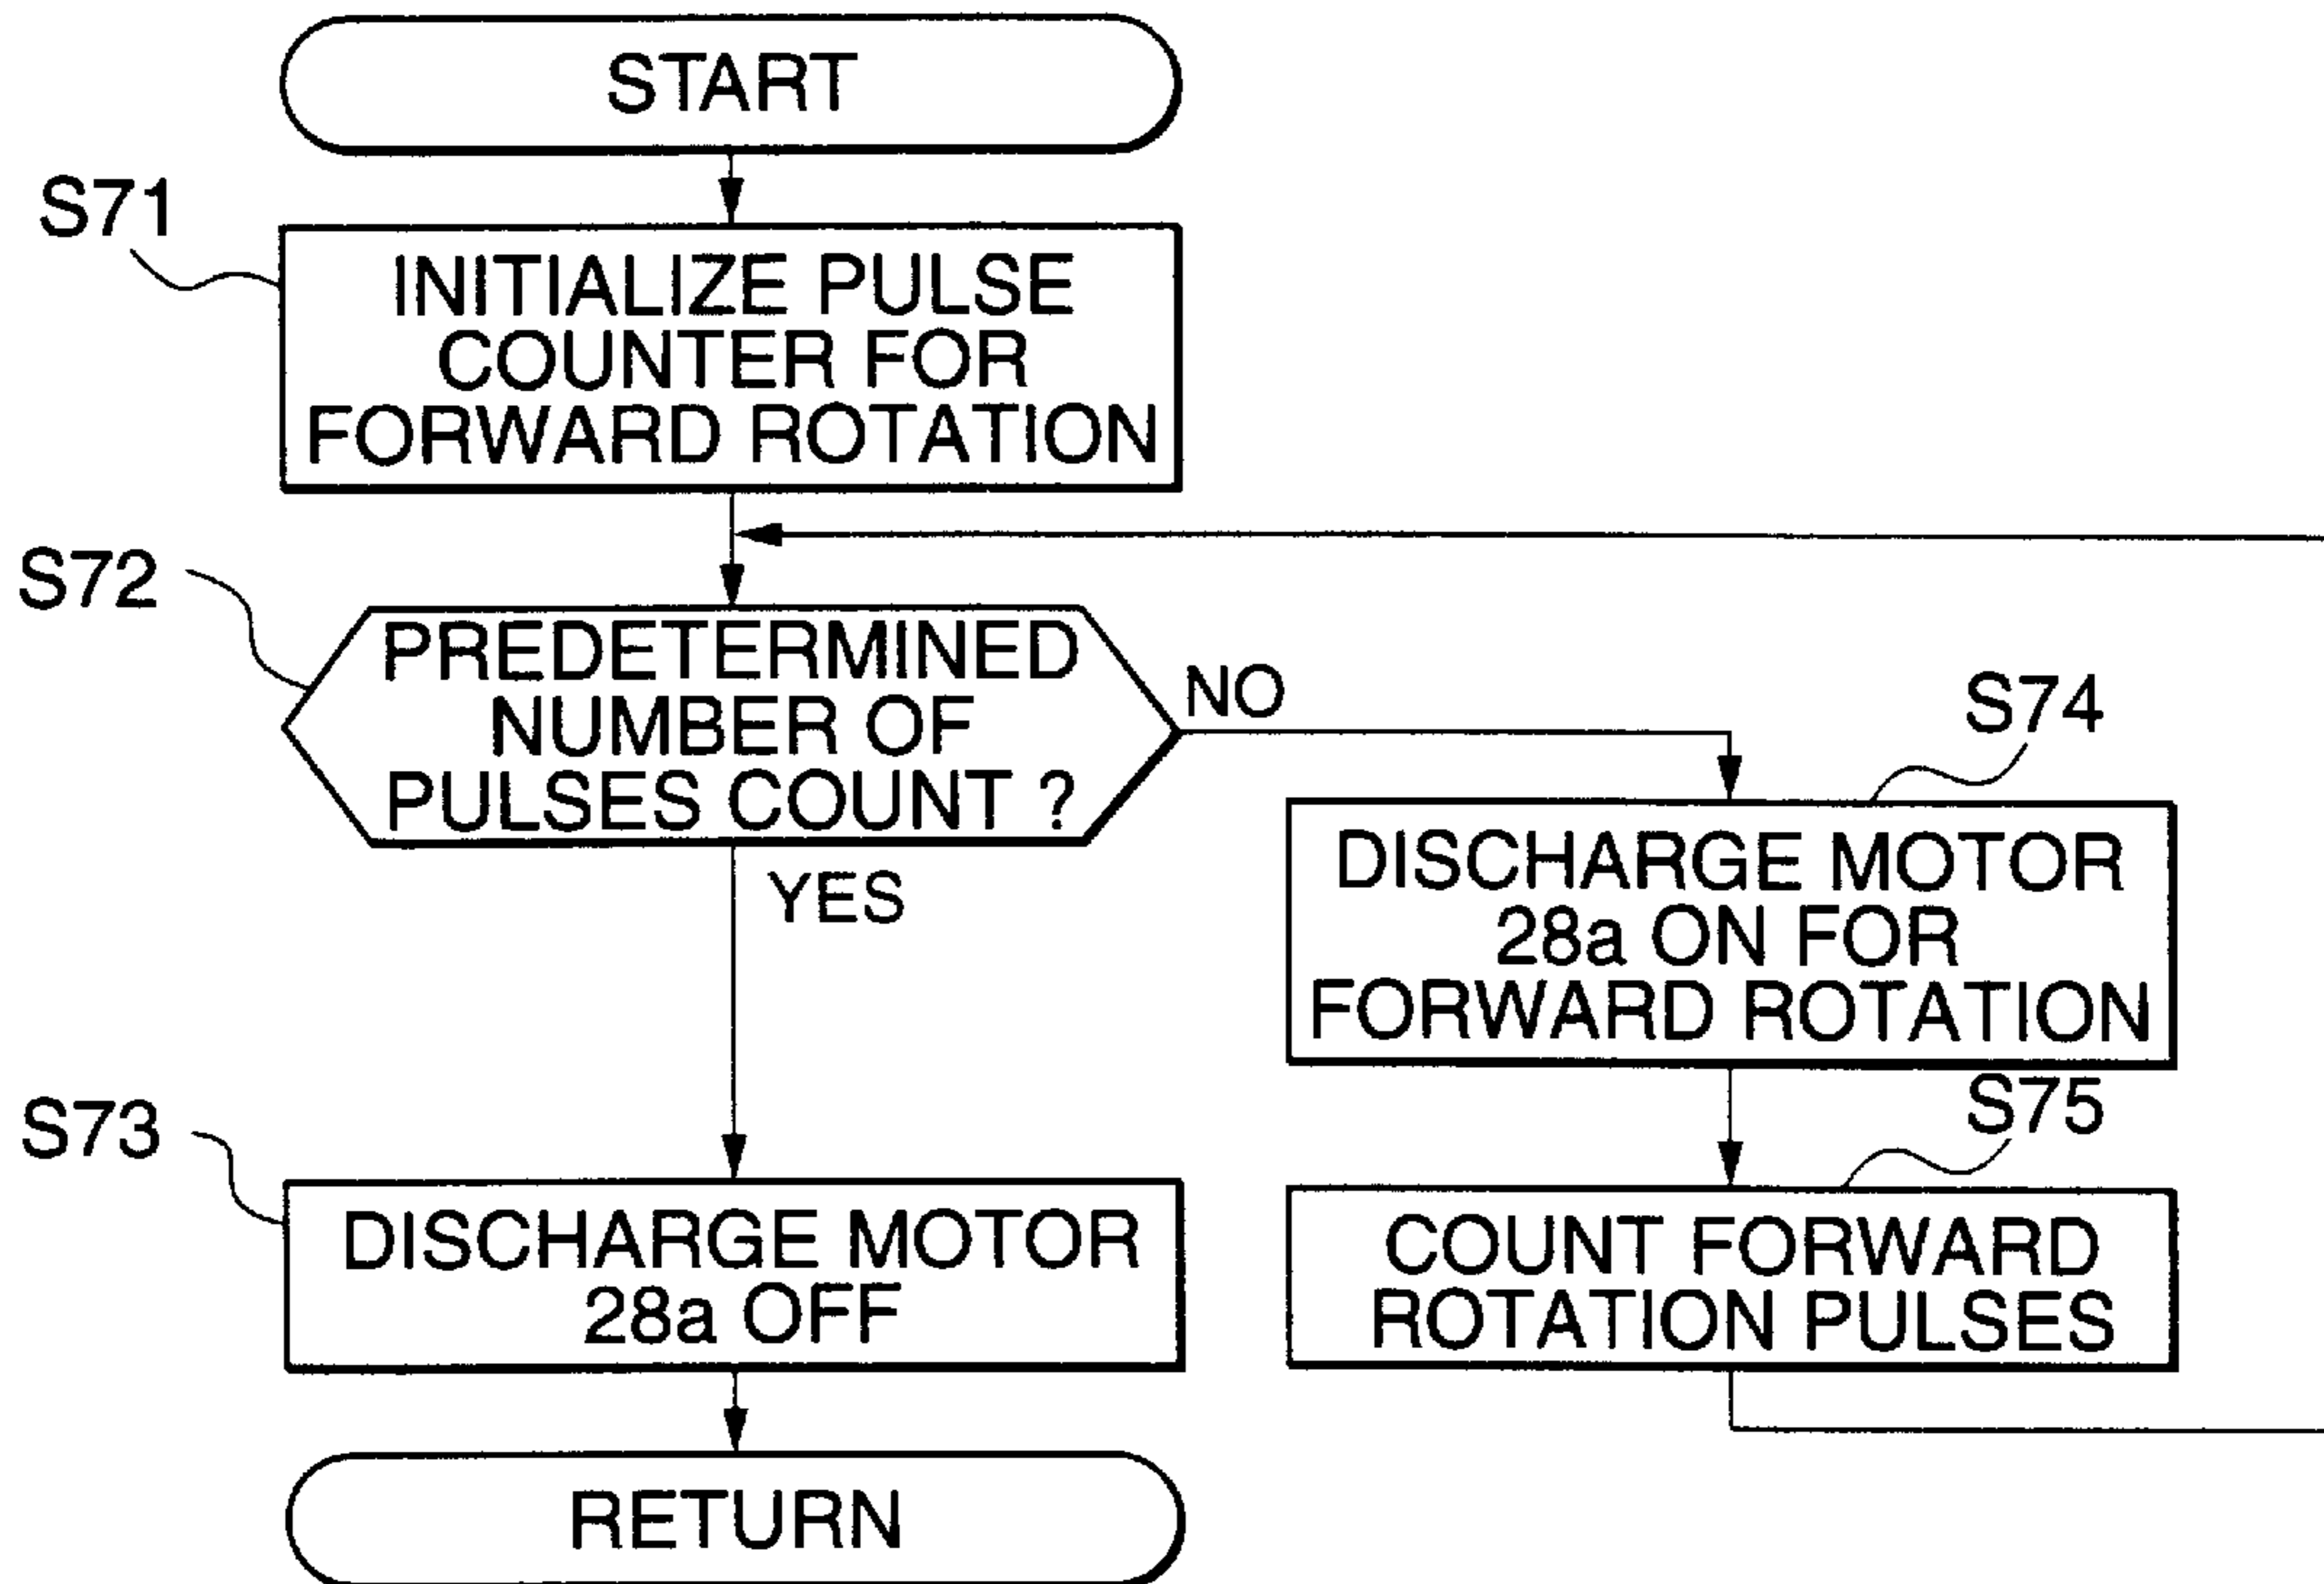 START
S71
INITIALIZE PULSE
COUNTER FOR
FORWARD ROTATION
S72
PREDETERMINED
NUMBER OF
PULSES COUNT ?
NO
YES
S74
DISCHARGE MOTOR
28a ON FOR
FORWARD ROTATION
S75
COUNT FORWARD
ROTATION PULSES
S73
DISCHARGE MOTOR
28a OFF
RETURN